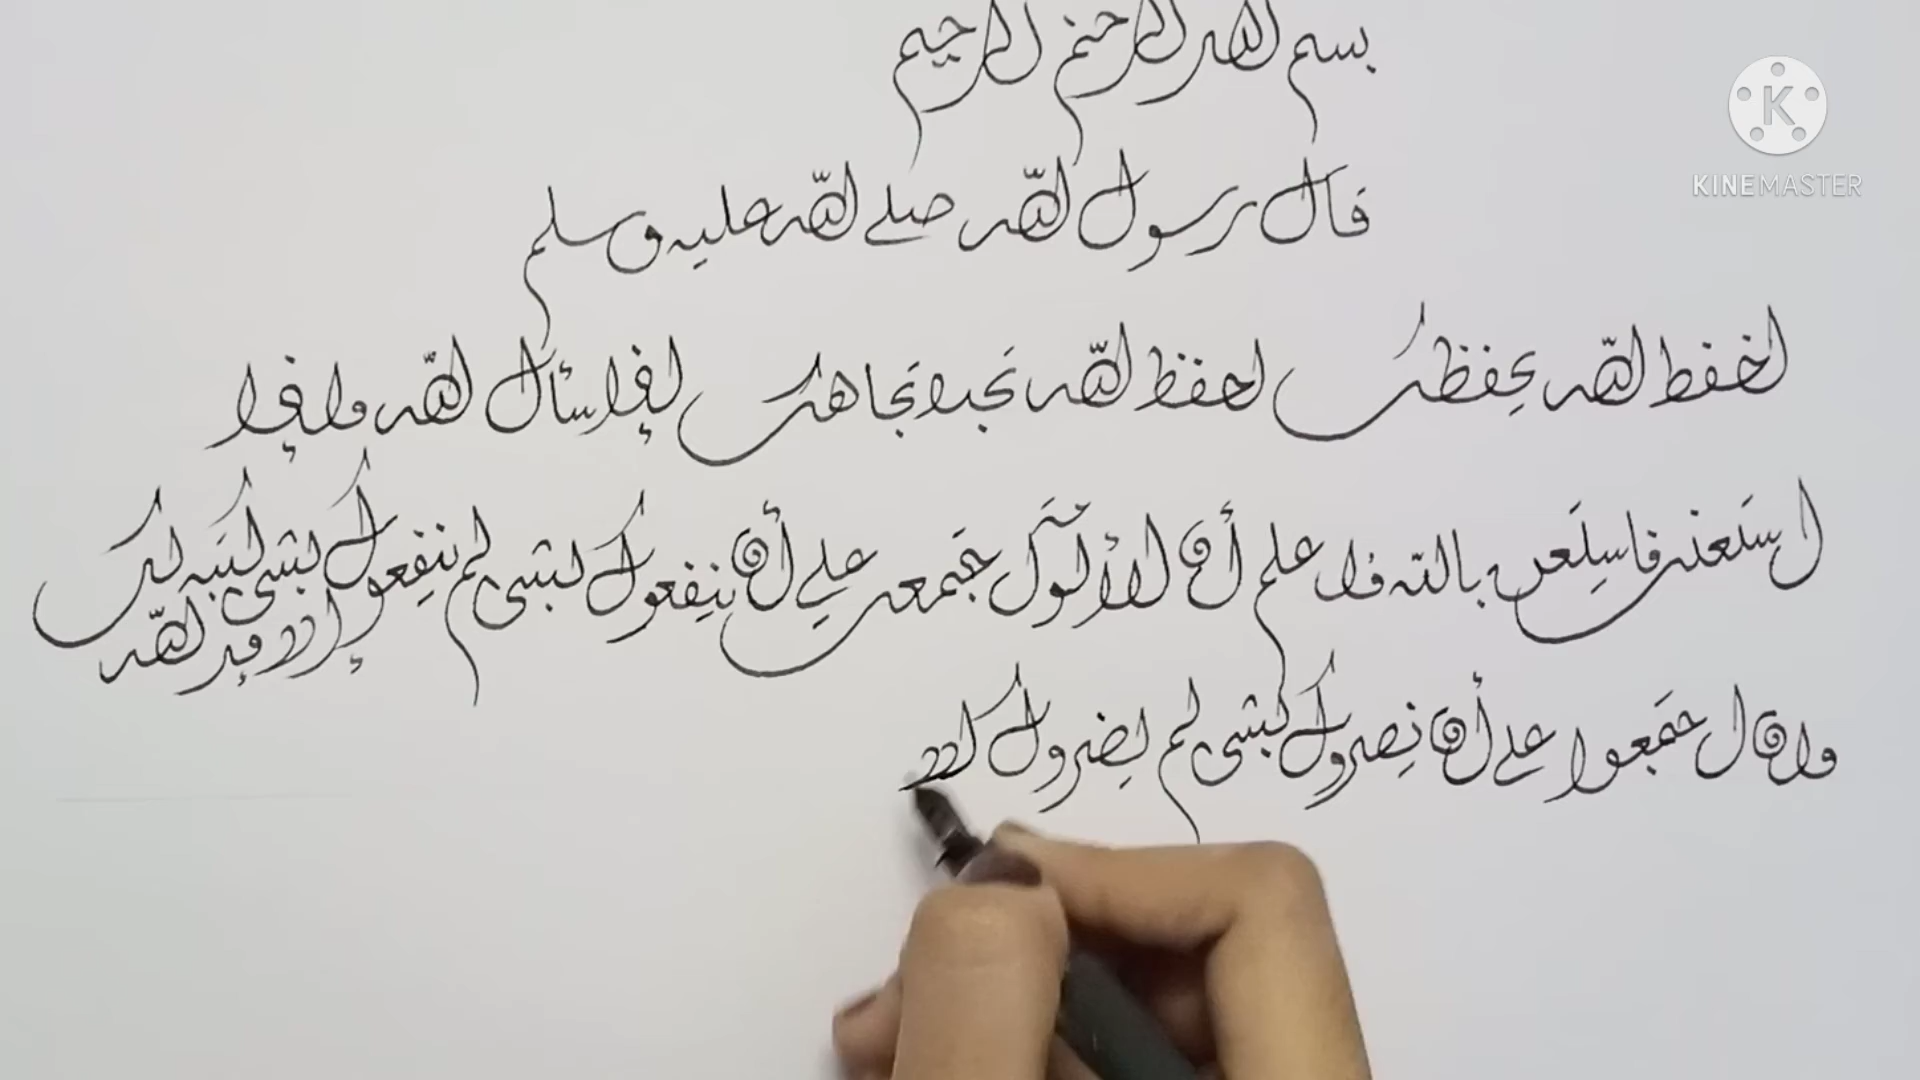 بسم الله الرحمن الرحيم
KINEMASTER
قال رسول الله صلى الله عليه وسلم
احفظ الله يحفظك احفظ الله تجده تجاهك إذا سألت الله وإذا
استعنت فاستعن بالله واعلم أن الأمة لو اجتمعت على أن ينفعوك بشيء لم ينفعوك بشيء كتبه لك
إلا قد الله
وإن اجتمعوا على أن يضروك بشيء لم يضروك إلا